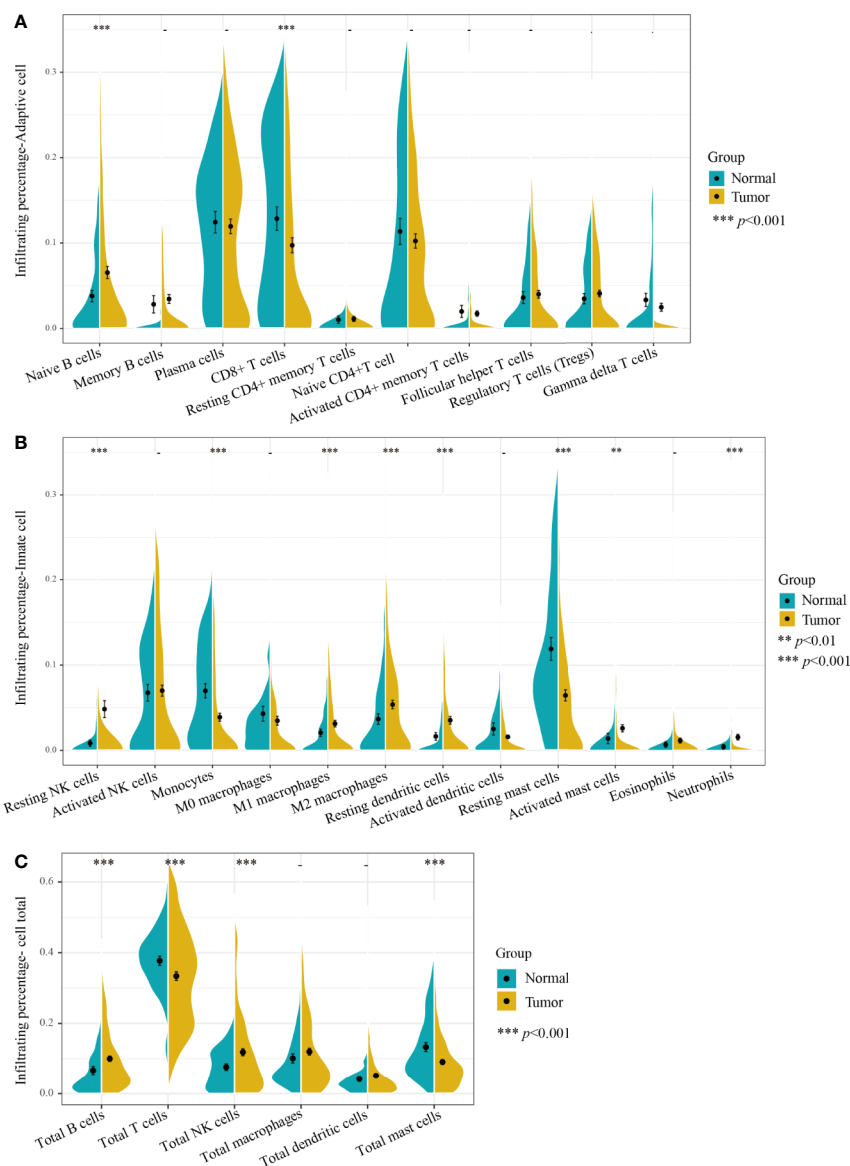 A
*** - - *** - - - - . .
Infiltrating percentage-Adaptive cell
0.3
0.2
0.1
0.0
Naive B cells
Memory B cells
Plasma cells
CD8+ T cells
Resting CD4+ memory T cells
Naive CD4+T cell
Activated CD4+ memory T cells
Follicular helper T cells
Regulatory T cells (Tregs)
Gamma delta T cells
Group
Normal
Tumor
*** p<0.001
B
*** - *** - *** *** *** - *** ** - ***
Infiltrating percentage-Innate cell
0.3
0.2
0.1
0.0
Resting NK cells
Activated NK cells
Monocytes
M0 macrophages
M1 macrophages
M2 macrophages
Resting dendritic cells
Activated dendritic cells
Resting mast cells
Activated mast cells
Eosinophils
Neutrophils
Group
Normal
Tumor
** p<0.01
*** p<0.001
C
*** *** *** - - ***
Infiltrating percentage- cell total
0.6
0.4
0.2
0.0
Total B cells
Total T cells
Total NK cells
Total macrophages
Total dendritic cells
Total mast cells
Group
Normal
Tumor
*** p<0.001